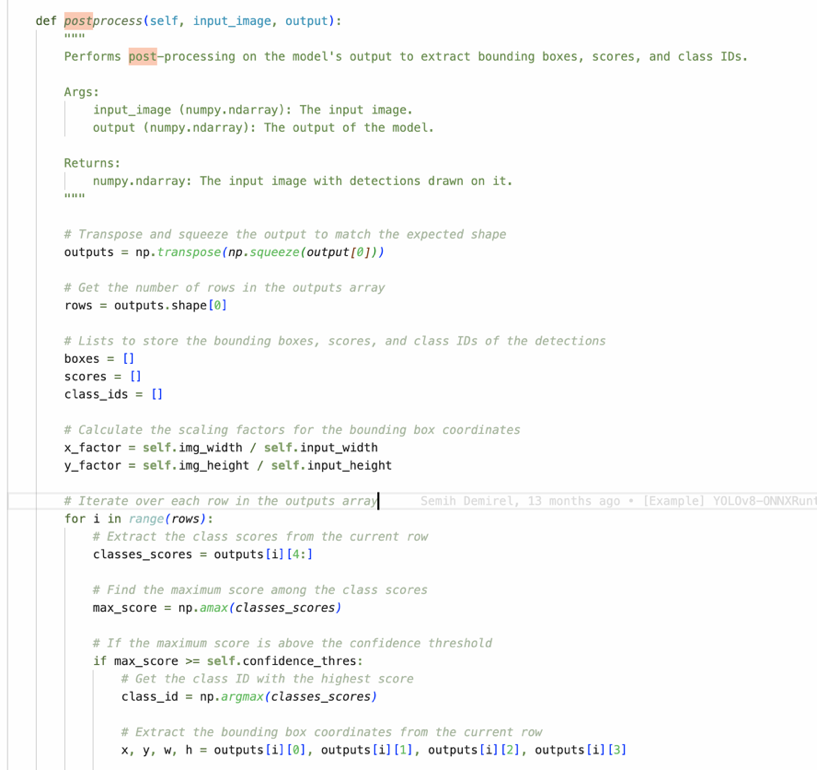 def postprocess(self, input_image, output):
"""
Performs post-processing on the model's output to extract bounding boxes, scores, and class IDs.
Args:
input_image (numpy.ndarray): The input image.
output (numpy.ndarray): The output of the model.
Returns:
numpy.ndarray: The input image with detections drawn on it.
"""
# Transpose and squeeze the output to match the expected shape
outputs = np.transpose(np.squeeze(output[0]))
# Get the number of rows in the outputs array
rows = outputs.shape[0]
# Lists to store the bounding boxes, scores, and class IDs of the detections
boxes = []
scores = []
class_ids = []
# Calculate the scaling factors for the bounding box coordinates
x_factor = self.img_width / self.input_width
y_factor = self.img_height / self.input_height
# Iterate over each row in the outputs array Semih Demirel, 13 months ago • [Example] YOLOv8-ONNXRunt
for i in range(rows):
# Extract the class scores from the current row
classes_scores = outputs[i][4:]
# Find the maximum score among the class scores
max_score = np.amax(classes_scores)
# If the maximum score is above the confidence threshold
if max_score >= self.confidence_thres:
# Get the class ID with the highest score
class_id = np.argmax(classes_scores)
# Extract the bounding box coordinates from the current row
x, y, w, h = outputs[i][0], outputs[i][1], outputs[i][2], outputs[i][3]